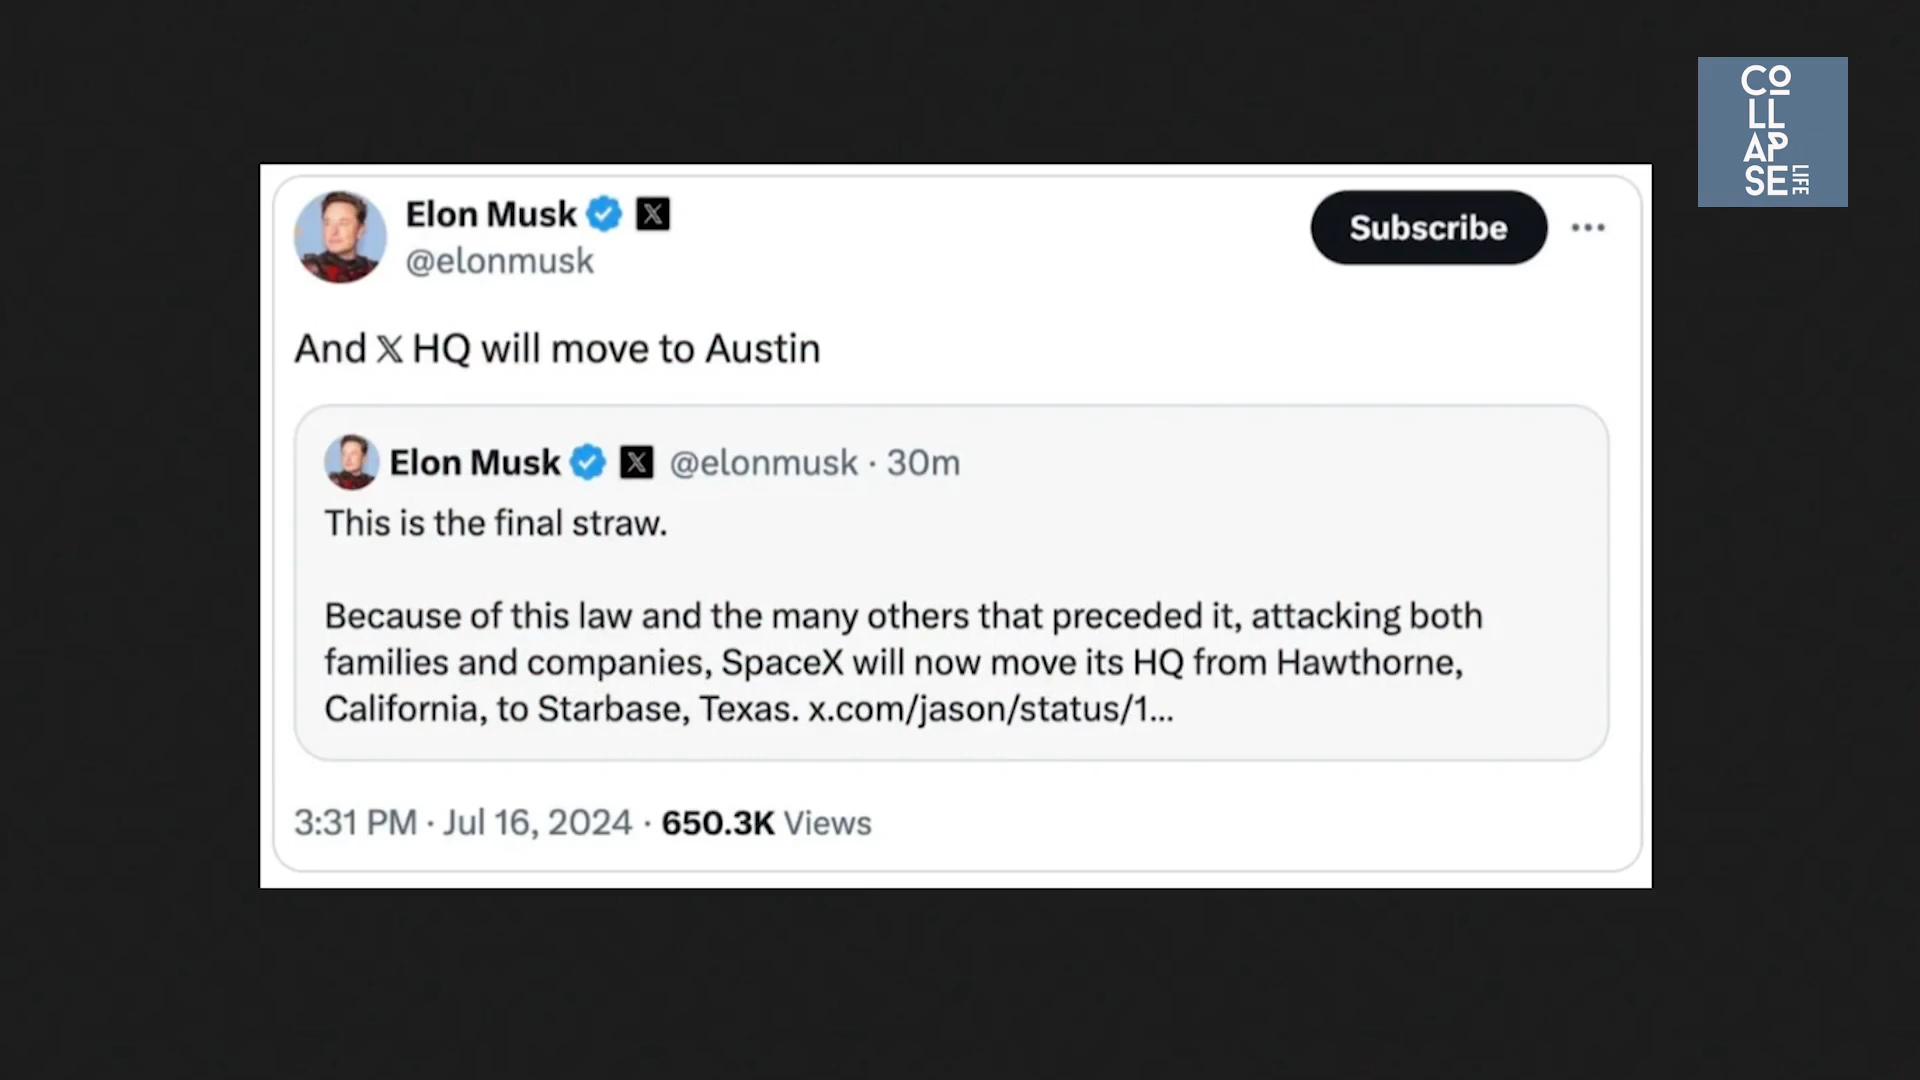 CO
LL
AP
SE LIFE
Elon Musk X
@elonmusk
Subscribe
And 𝕏 HQ will move to Austin
Elon Musk X @elonmusk · 30m
This is the final straw.
Because of this law and the many others that preceded it, attacking both
families and companies, SpaceX will now move its HQ from Hawthorne,
California, to Starbase, Texas. x.com/jason/status/1...
3:31 PM · Jul 16, 2024 · 650.3K Views